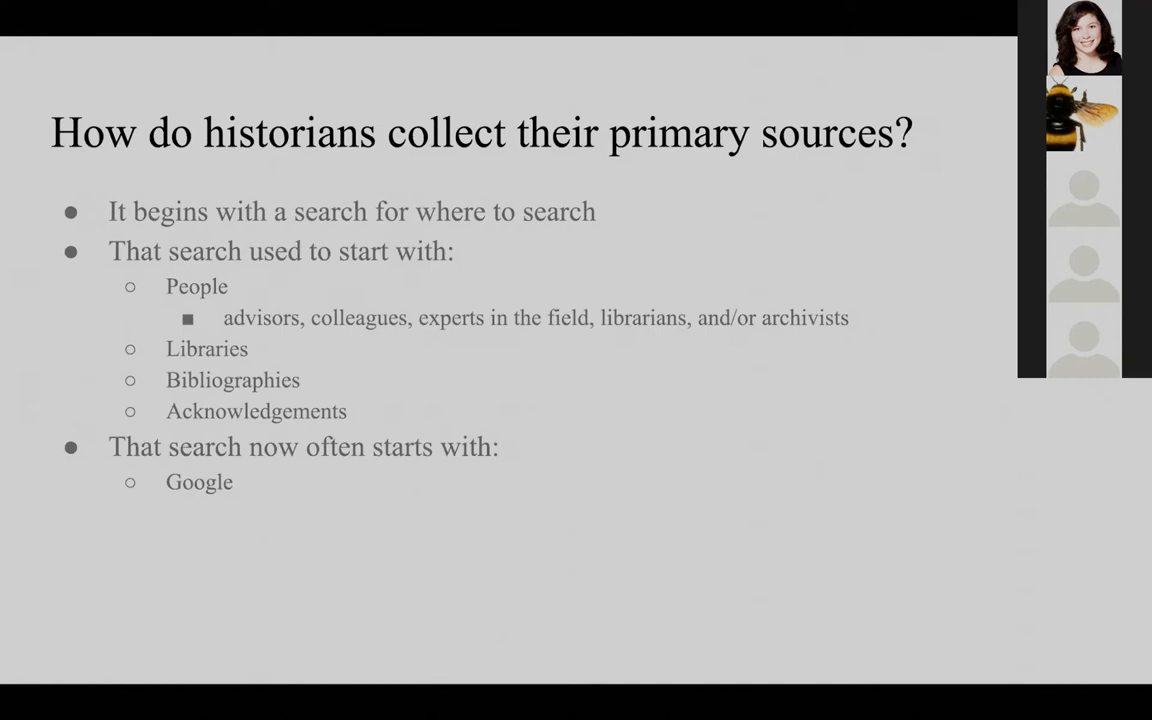 How do historians collect their primary sources?
● It begins with a search for where to search
● That search used to start with:
○ People
■ advisors, colleagues, experts in the field, librarians, and/or archivists
○ Libraries
○ Bibliographies
○ Acknowledgements
● That search now often starts with:
○ Google